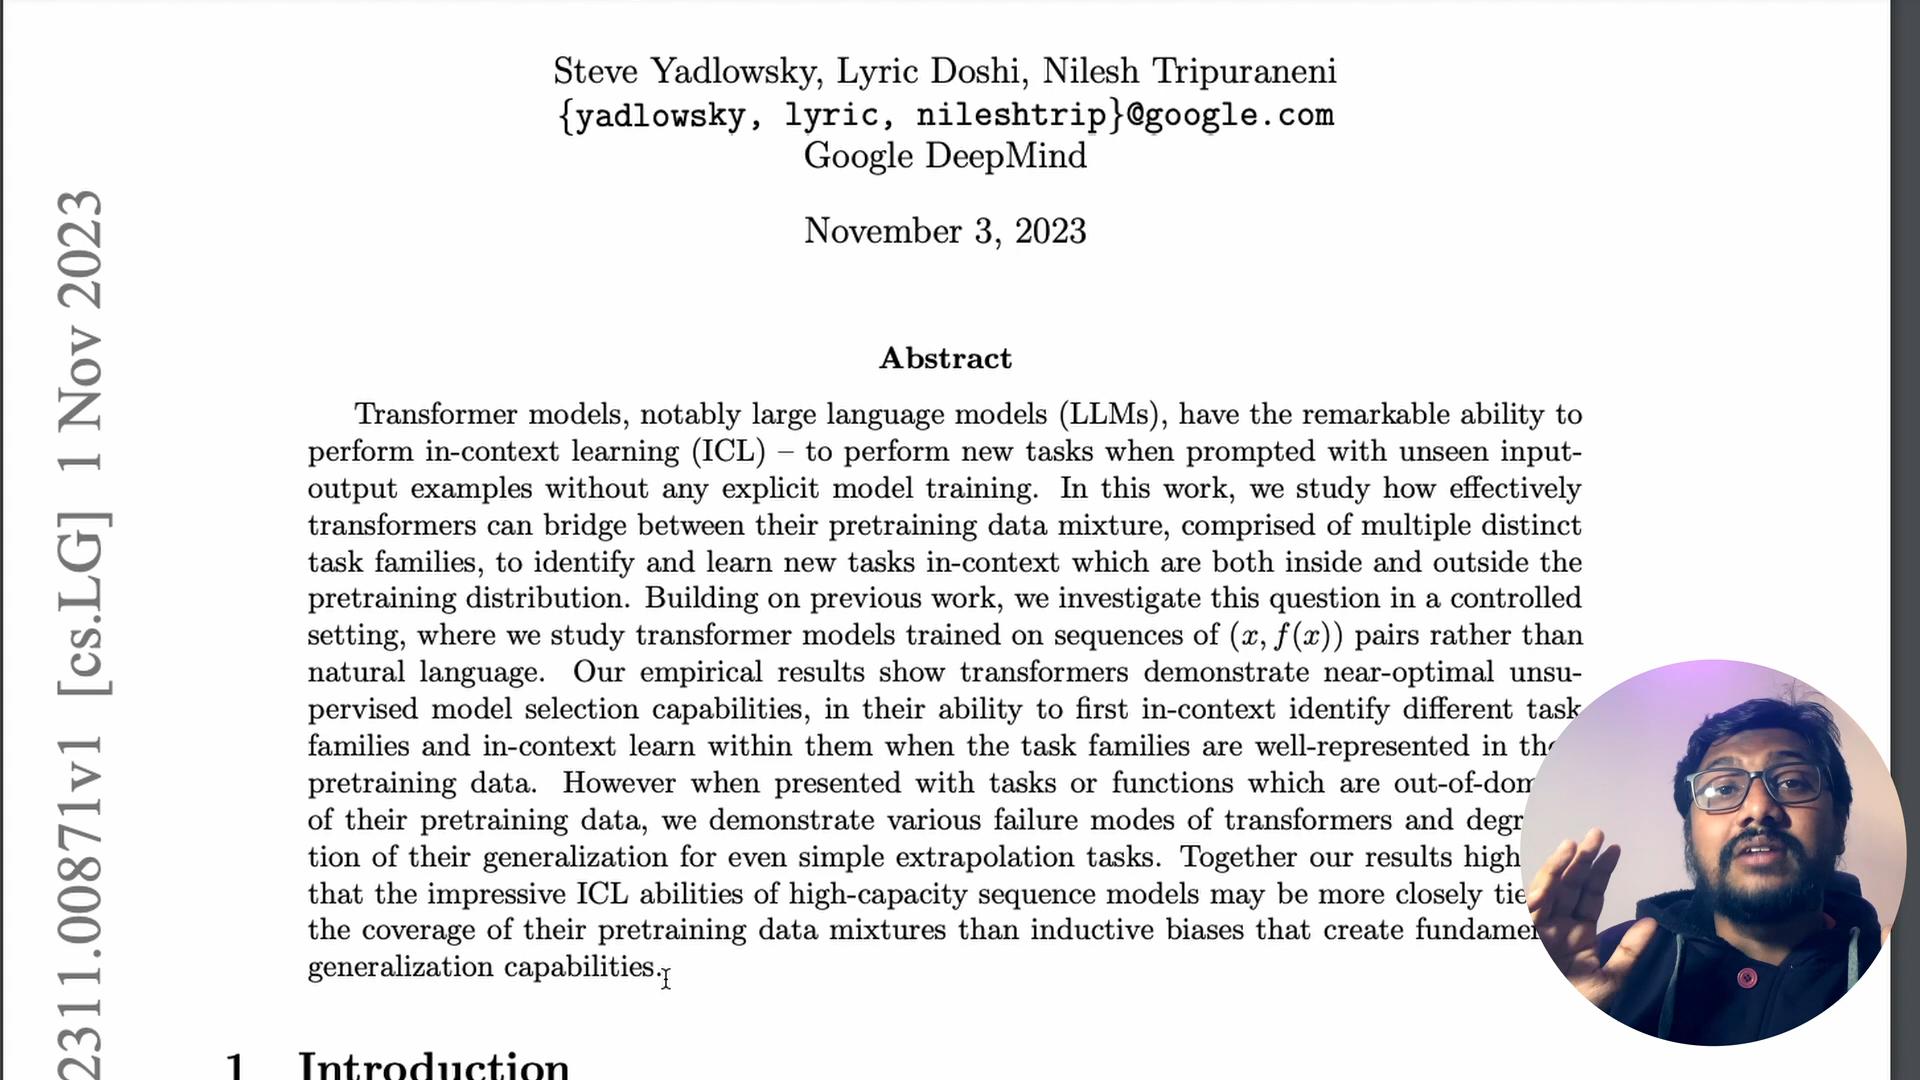 Steve Yadlowsky, Lyric Doshi, Nilesh Tripuraneni
{yadlowsky, lyric, nileshtrip}@google.com
Google DeepMind
November 3, 2023
2311.00871v1 [cs.LG] 1 Nov 2023
Abstract
Transformer models, notably large language models (LLMs), have the remarkable ability to
perform in-context learning (ICL) – to perform new tasks when prompted with unseen input-
output examples without any explicit model training. In this work, we study how effectively
transformers can bridge between their pretraining data mixture, comprised of multiple distinct
task families, to identify and learn new tasks in-context which are both inside and outside the
pretraining distribution. Building on previous work, we investigate this question in a controlled
setting, where we study transformer models trained on sequences of (x, f(x)) pairs rather than
natural language. Our empirical results show transformers demonstrate near-optimal unsu-
pervised model selection capabilities, in their ability to first in-context identify different task
families and in-context learn within them when the task families are well-represented in
pretraining data. However when presented with tasks or functions which are
of their pretraining data, we demonstrate various failure modes of transformers and
tion of their generalization for even simple extrapolation tasks. Together our results
that the impressive ICL abilities of high-capacity sequence models may be more closely
the coverage of their pretraining data mixtures than inductive biases that create
generalization capabilities.
1 Introduction